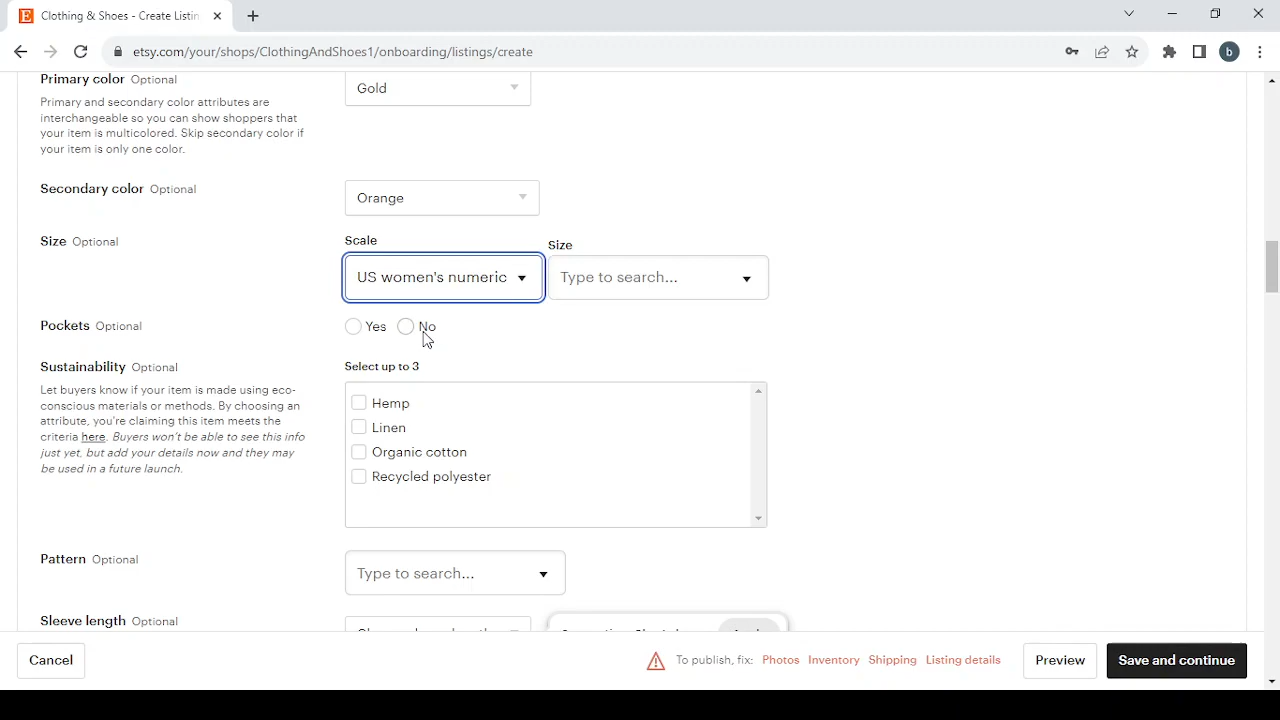 Clothing & Shoes - Create Listin
etsy.com/your/shops/ClothingAndShoes1/onboarding/listings/create
b
Primary color Optional
Gold
Primary and secondary color attributes are
interchangeable so you can show shoppers that
your item is multicolored. Skip secondary color if
your item is only one color.
Secondary color Optional
Orange
Size Optional
Scale
Size
US women's numeric
Type to search...
Pockets Optional
Yes
No
Sustainability Optional
Select up to 3
Let buyers know if your item is made using eco-
conscious materials or methods. By choosing an
attribute, you're claiming this item meets the
criteria here. Buyers won't be able to see this info
just yet, but add your details now and they may
be used in a future launch.
Hemp
Linen
Organic cotton
Recycled polyester
Pattern Optional
Type to search...
Sleeve length Optional
Cancel
To publish, fix: Photos Inventory Shipping Listing details
Preview
Save and continue